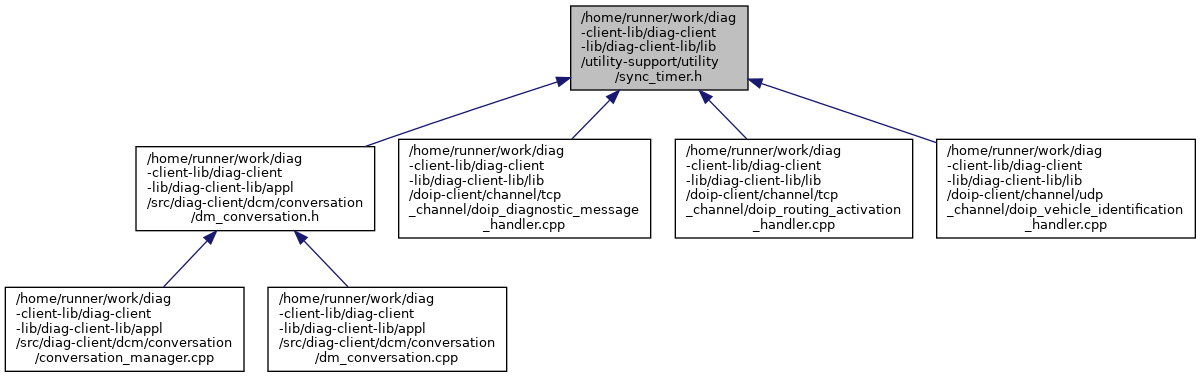 /home/runner/work/diag
-client-lib/diag-client
-lib/diag-client-lib/lib
/utility-support/utility
/sync_timer.h
/home/runner/work/diag
-client-lib/diag-client
-lib/diag-client-lib/appl
/src/diag-client/dcm/conversation
/dm_conversation.h
/home/runner/work/diag
-client-lib/diag-client
-lib/diag-client-lib/lib
/doip-client/channel/tcp
_channel/doip_diagnostic_message
_handler.cpp
/home/runner/work/diag
-client-lib/diag-client
-lib/diag-client-lib/lib
/doip-client/channel/tcp
_channel/doip_routing_activation
_handler.cpp
/home/runner/work/diag
-client-lib/diag-client
-lib/diag-client-lib/lib
/doip-client/channel/udp
_channel/doip_vehicle_identification
_handler.cpp
/home/runner/work/diag
-client-lib/diag-client
-lib/diag-client-lib/appl
/src/diag-client/dcm/conversation
/conversation_manager.cpp
/home/runner/work/diag
-client-lib/diag-client
-lib/diag-client-lib/appl
/src/diag-client/dcm/conversation
/dm_conversation.cpp